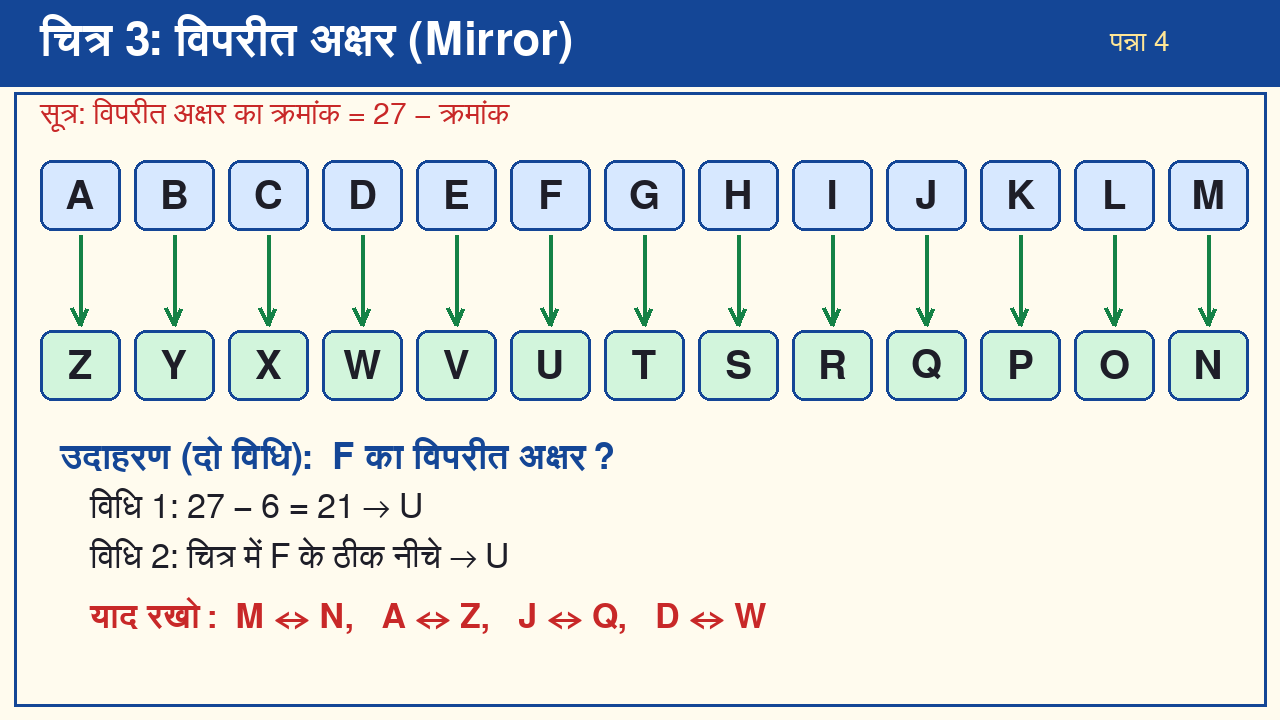 चित्र 3: विपरीत अक्षर (Mirror)
पन्ना 4
सूत्र: विपरीत अक्षर का क्रमांक = 27 – क्रमांक
A B C D E F G H I J K L M
Z Y X W V U T S R Q P O N
उदाहरण (दो विधि): F का विपरीत अक्षर ?
विधि 1: 27 – 6 = 21 → U
विधि 2: चित्र में F के ठीक नीचे → U
याद रखो : M ↔ N, A ↔ Z, J ↔ Q, D ↔ W